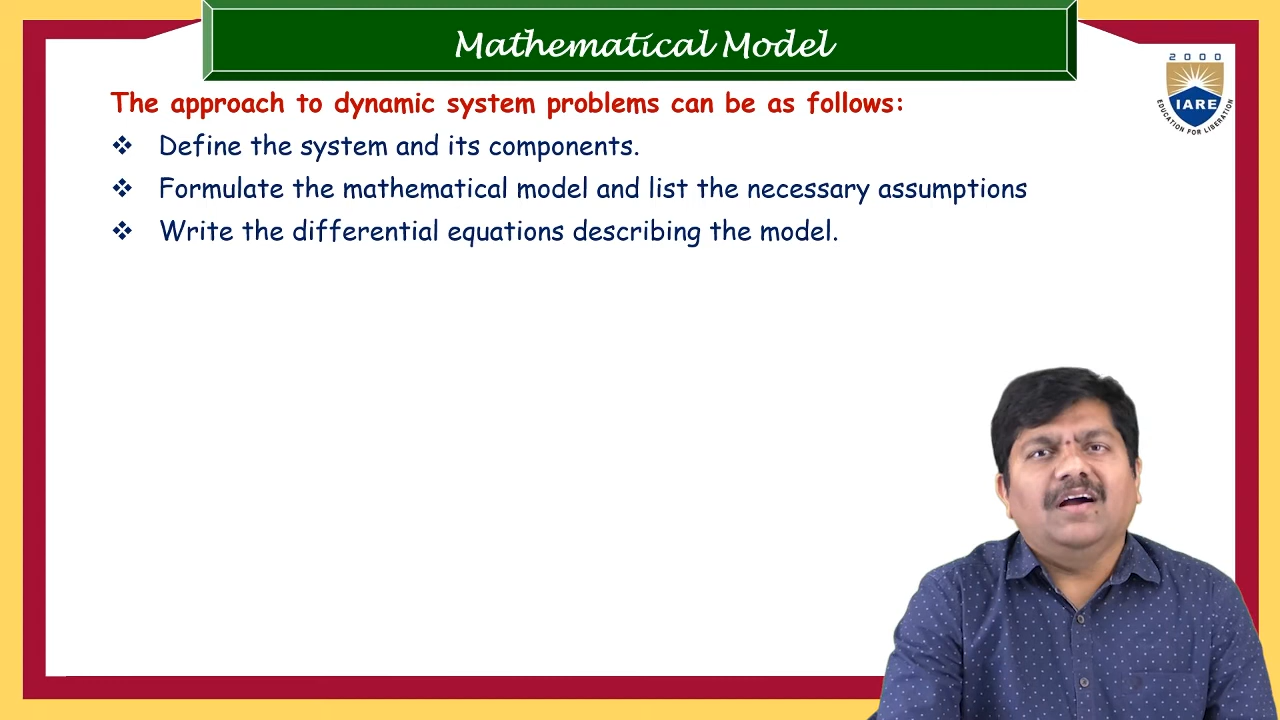 Mathematical Model
2000
IARE
EDUCATION FOR LIBERATION
The approach to dynamic system problems can be as follows:
❖ Define the system and its components.
❖ Formulate the mathematical model and list the necessary assumptions
❖ Write the differential equations describing the model.